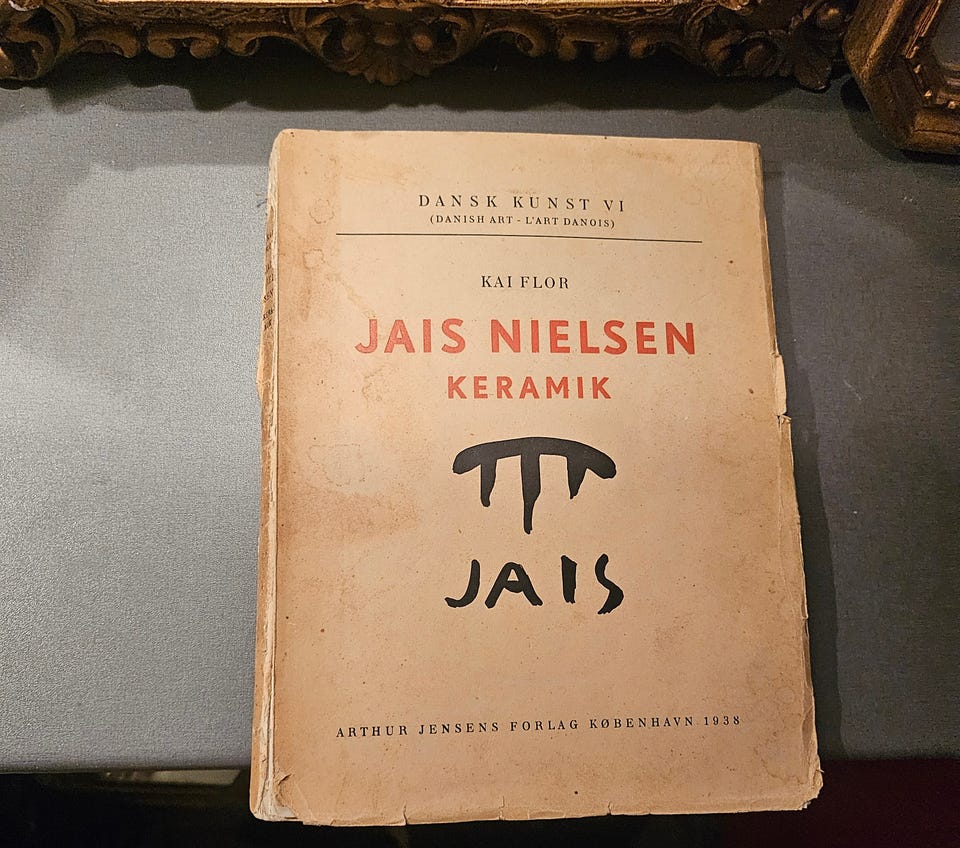 DANSK KUNST VI
(DANISH ART - L'ART DANOIS)
KAI FLOR
JAIS NIELSEN
KERAMIK
JAIS
ARTHUR JENSENS FORLAG KØBENHAVN 1938